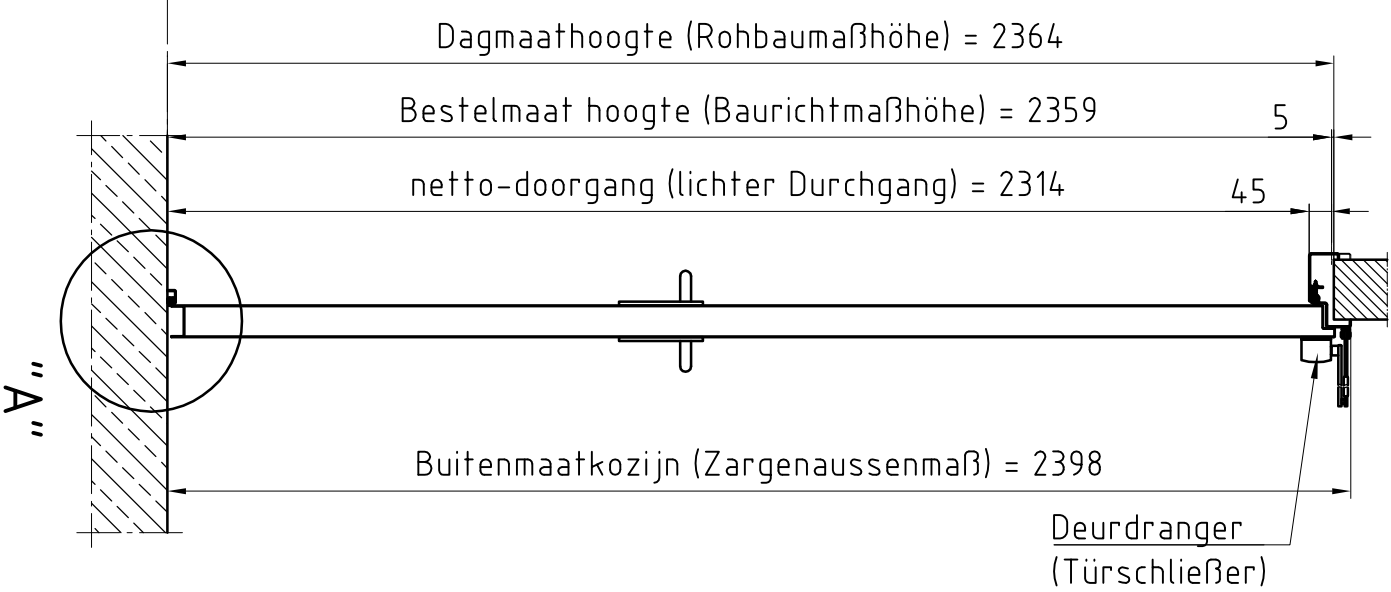 Dagmaathoogte (Rohbaumaßhöhe) = 2364
Bestelmaat hoogte (Baurichtmaßhöhe) = 2359
5
netto-doorgang (lichter Durchgang) = 2314
45
"A"
Buitenmaatkozijn (Zargenaussenmaß) = 2398
Deurdranger
(Türschließer)